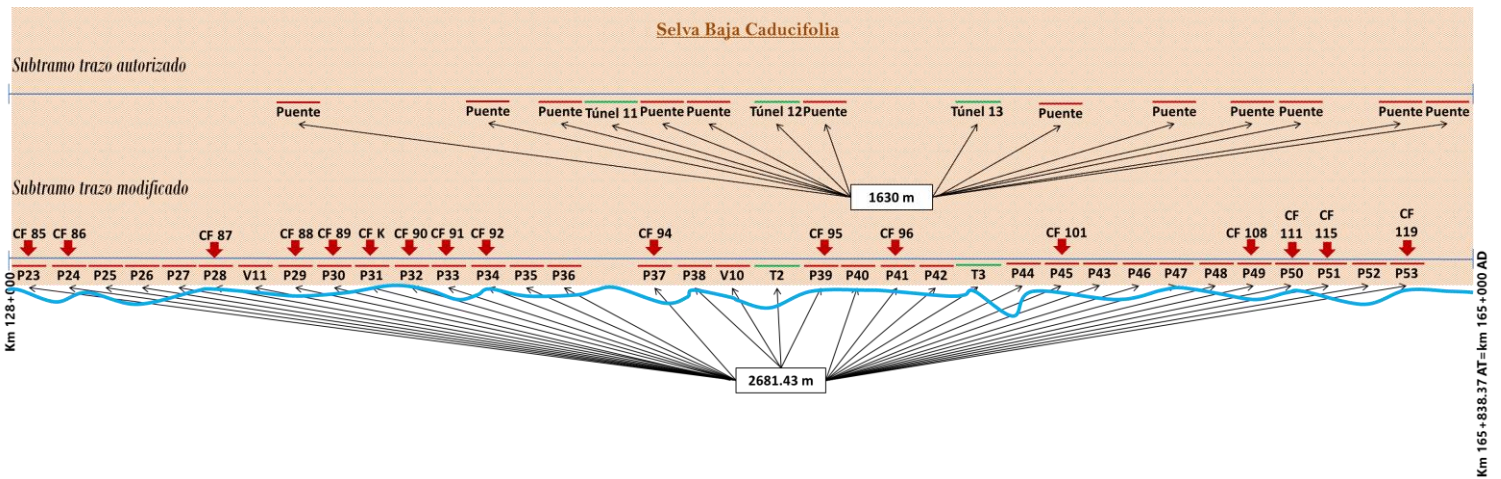 Selva Baja Caducifolia
Subtramo trazo autorizado
Puente Puente Puente Túnel 11 Puente Puente Túnel 12 Puente Túnel 13 Puente Puente Puente Puente Puente Puente
1630 m
Subtramo trazo modificado
CF 85 CF 86 CF 87 CF 88 CF 89 CF K CF 90 CF 91 CF 92 CF 94 CF 95 CF 96 CF 101 CF 108 CF 111 CF 115 CF 119
P23 P24 P25 P26 P27 P28 V11 P29 P30 P31 P32 P33 P34 P35 P36 P37 P38 V10 T2 P39 P40 P41 P42 T3 P44 P45 P43 P46 P47 P48 P49 P50 P51 P52 P53
Km 128+000
2681.43 m
Km 165+838.37 AT=km 165+000 AD